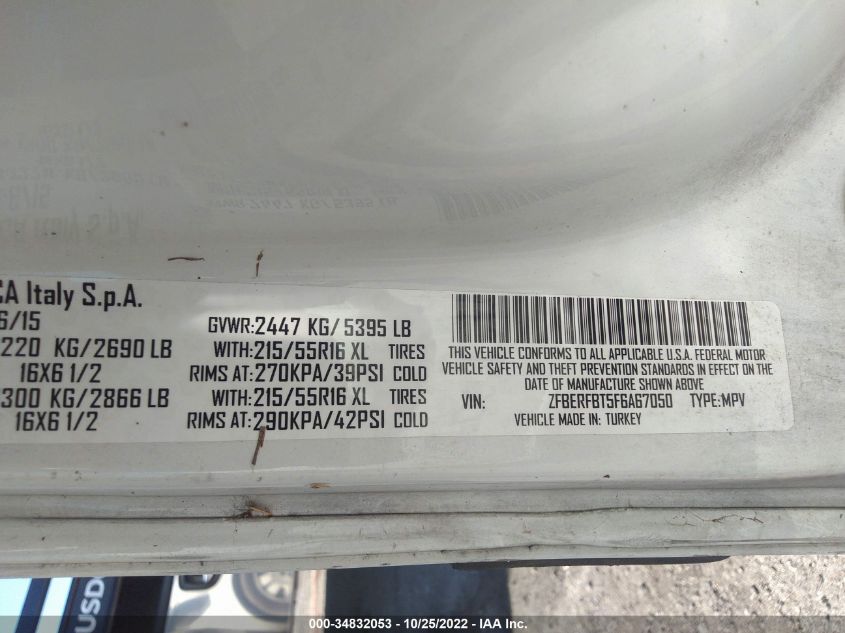 CA Italy S.p.A.
6/15
GVWR:2447 KG/5395 LB
220 KG/2690 LB WITH:215/55R16 XL TIRES
16X6 1/2 RIMS AT:270KPA/39PSI COLD
300 KG/2866 LB WITH:215/55R16 XL TIRES
16X6 1/2 RIMS AT:290KPA/42PSI COLD
THIS VEHICLE CONFORMS TO ALL APPLICABLE U.S.A. FEDERAL MOTOR
VEHICLE SAFETY AND THEFT PREVENTION STANDARDS IN EFFECT ON THE
DATE OF MANUFACTURE SHOWN ABOVE
VIN: ZFBERFBT5F6A67050 TYPE:MPV
VEHICLE MADE IN: TURKEY
USD
000-34832053 - 10/25/2022 - IAA Inc.